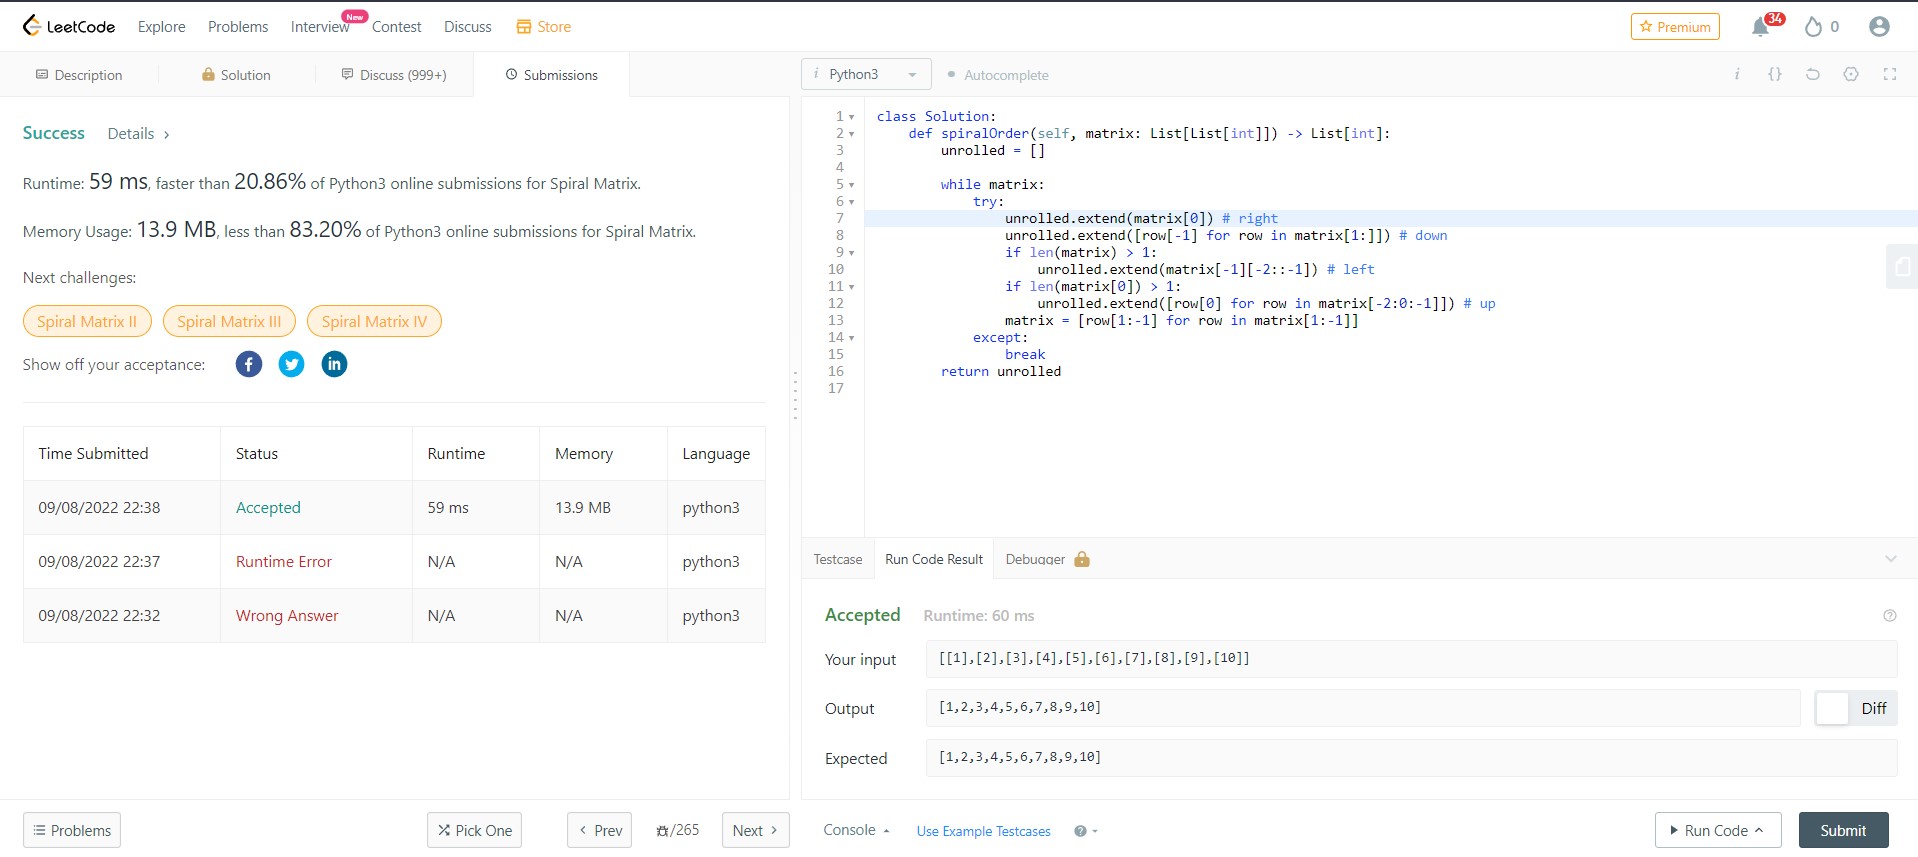 LeetCode Explore Problems Interview New Contest Discuss Store Premium 34 0
Description Solution Discuss (999+) Submissions
Success Details >
Runtime: 59 ms, faster than 20.86% of Python3 online submissions for Spiral Matrix.
Memory Usage: 13.9 MB, less than 83.20% of Python3 online submissions for Spiral Matrix.
Next challenges:
Spiral Matrix II Spiral Matrix III Spiral Matrix IV
Show off your acceptance:
Time Submitted Status Runtime Memory Language
09/08/2022 22:38 Accepted 59 ms 13.9 MB python3
09/08/2022 22:37 Runtime Error N/A N/A python3
09/08/2022 22:32 Wrong Answer N/A N/A python3
Problems Pick One < Prev /265 Next >
i Python3 Autocomplete i {}
1 class Solution:
2     def spiralOrder(self, matrix: List[List[int]]) -> List[int]:
3         unrolled = []
4
5         while matrix:
6             try:
7                 unrolled.extend(matrix[0]) # right
8                 unrolled.extend([row[-1] for row in matrix[1:]]) # down
9                 if len(matrix) > 1:
10                     unrolled.extend(matrix[-1][-2::-1]) # left
11                 if len(matrix[0]) > 1:
12                     unrolled.extend([row[0] for row in matrix[-2:0:-1]]) # up
13                 matrix = [row[1:-1] for row in matrix[1:-1]]
14             except:
15                 break
16         return unrolled
17
Testcase Run Code Result Debugger
Accepted Runtime: 60 ms
Your input [[1],[2],[3],[4],[5],[6],[7],[8],[9],[10]]
Output [1,2,3,4,5,6,7,8,9,10] Diff
Expected [1,2,3,4,5,6,7,8,9,10]
Console Use Example Testcases ? Run Code Submit